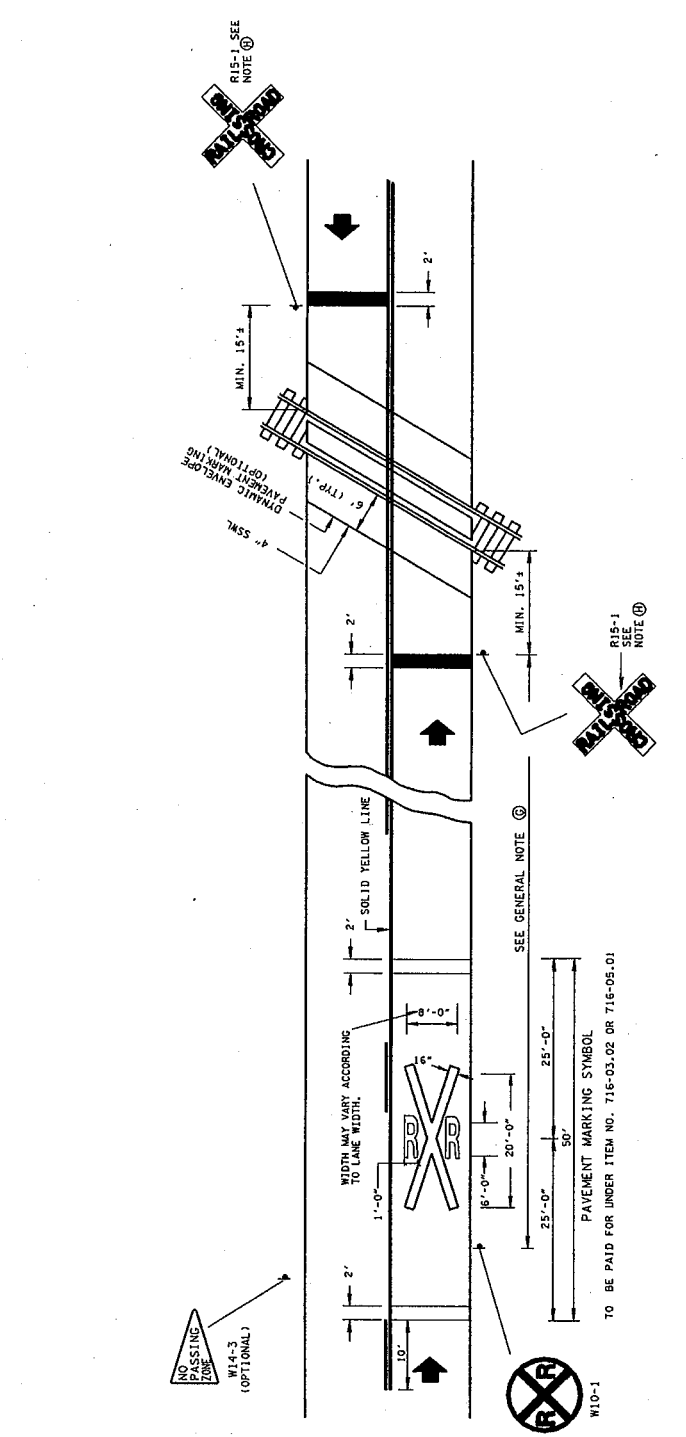 R15-1 SEE
NOTE Ⓗ
RAILROAD
CROSSING
2'
MIN. 15'±
DYNAMIC ENVELOPE
PAVEMENT MARKING
(OPTIONAL)
6' (TYP.)
4" SSWL
2'
MIN. 15'±
R15-1
SEE
NOTE Ⓗ
RAILROAD
CROSSING
SOLID YELLOW LINE
2'
SEE GENERAL NOTE Ⓖ
8'-0"
WIDTH MAY VARY ACCORDING
TO LANE WIDTH.
16"
R R
1'-0"
6'-0"
20'-0"
25'-0"
25'-0"
50'
PAVEMENT MARKING SYMBOL
TO BE PAID FOR UNDER ITEM NO. 716-03.02 OR 716-05.01
2'
10'
NO
PASSING
ZONE
W14-3
(OPTIONAL)
R R
W10-1